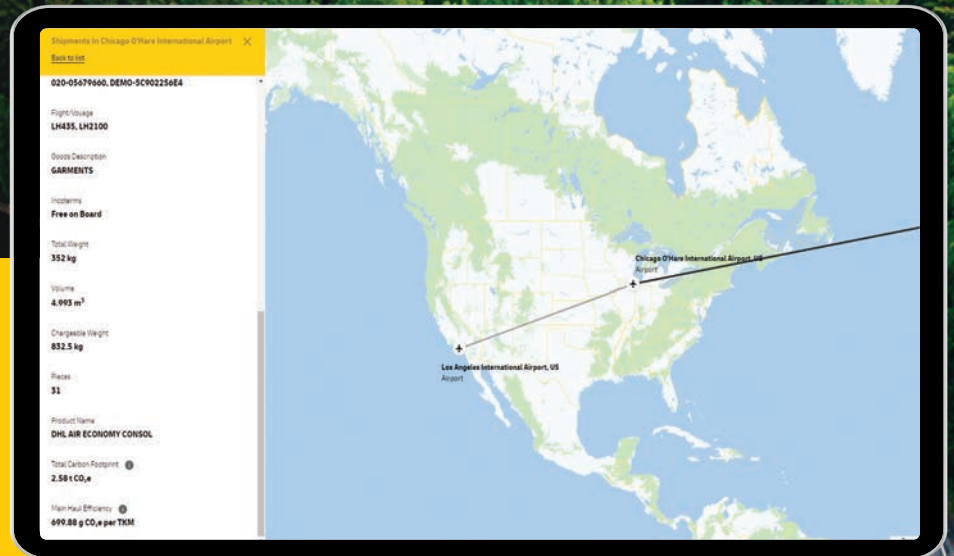 Shipments In Chicago O'Hare International Airport
Back to list
020-05679660, DEMO-5C902256E4
Flight/Voyage
LH435, LH2100
Goods Description
GARMENTS
Incoterms
Free on Board
Total Weight
352 kg
Volume
4.993 m³
Chargeable Weight
832.5 kg
Pieces
31
Product Name
DHL AIR ECONOMY CONSOL
Total Carbon Footprint
2.58 t CO₂e
Main Haul Efficiency
699.88 g CO₂e per TKM
Chicago O'Hare International Airport, US
Airport
Los Angeles International Airport, US
Airport